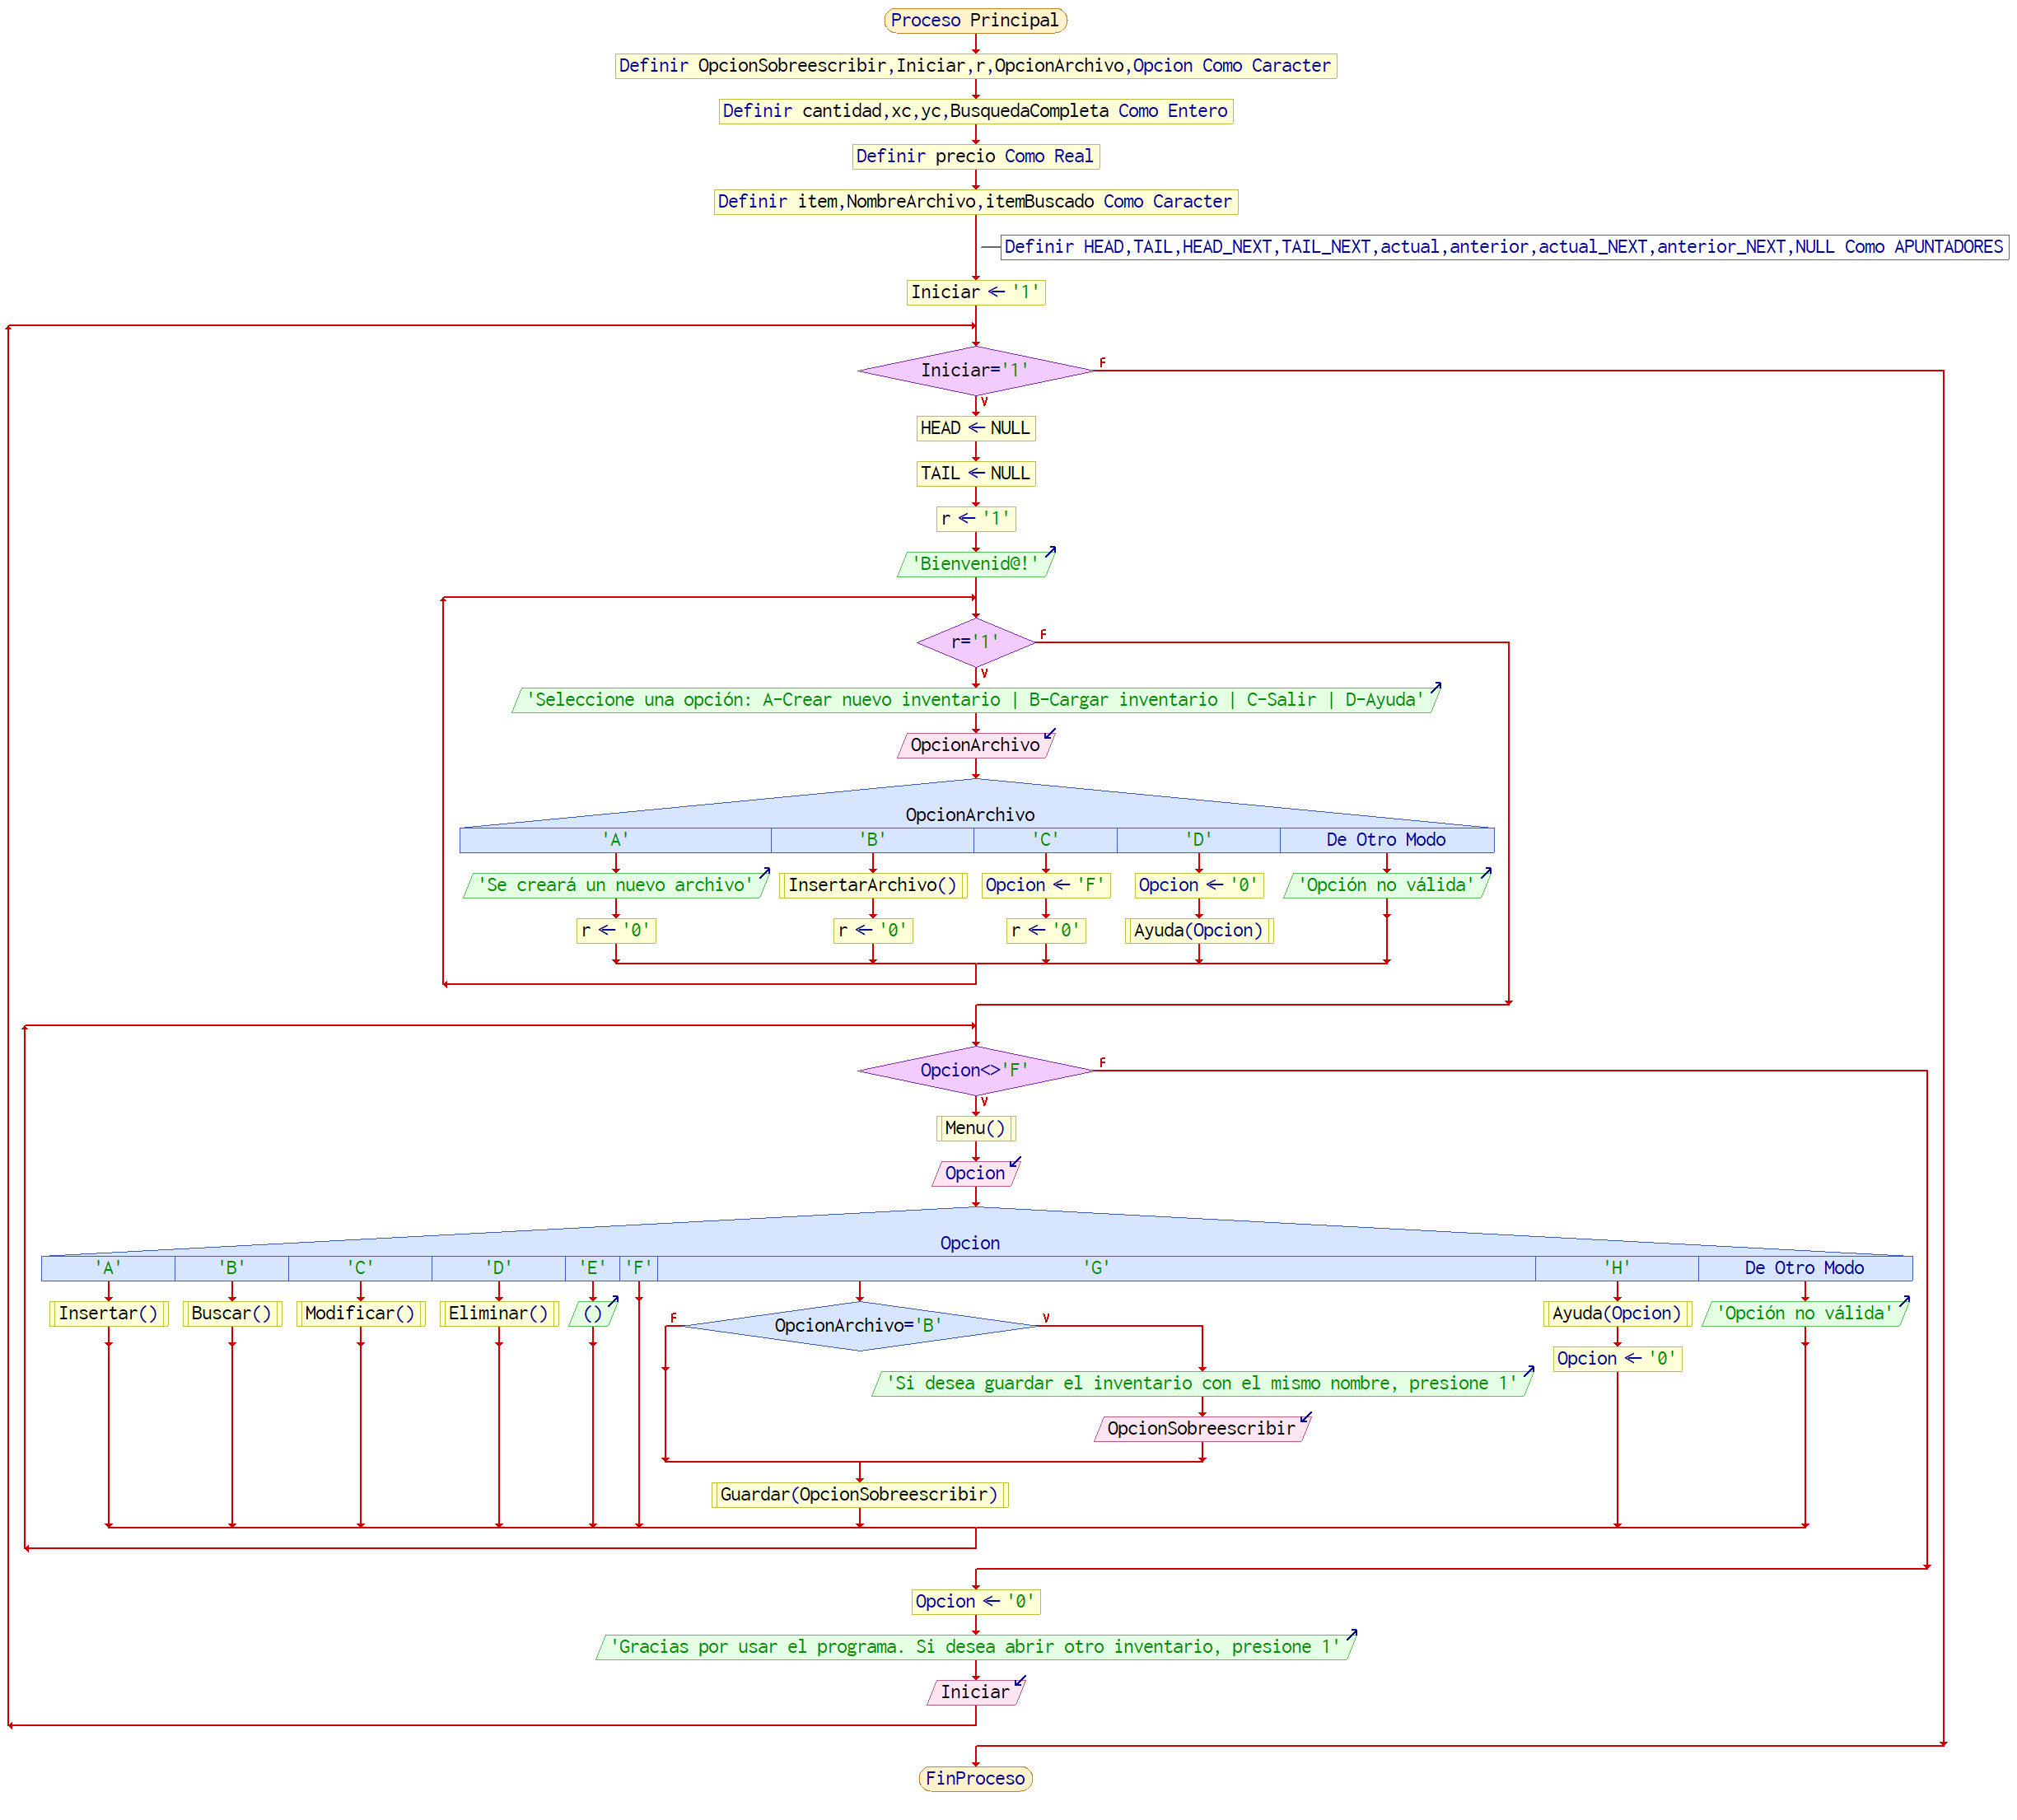 Proceso Principal
Definir OpcionSobreescribir,Iniciar,r,OpcionArchivo,Opcion Como Caracter
Definir cantidad,xc,yc,BusquedaCompleta Como Entero
Definir precio Como Real
Definir item,NombreArchivo,itemBuscado Como Caracter
Definir HEAD,TAIL,HEAD_NEXT,TAIL_NEXT,actual,anterior,actual_NEXT,anterior_NEXT,NULL Como APUNTADORES
Iniciar ← '1'
Iniciar='1'
F
V
HEAD ← NULL
TAIL ← NULL
r ← '1'
'Bienvenid@!'
r='1'
F
V
'Seleccione una opción: A-Crear nuevo inventario | B-Cargar inventario | C-Salir | D-Ayuda'
OpcionArchivo
OpcionArchivo
'A' 'B' 'C' 'D' De Otro Modo
'Se creará un nuevo archivo' InsertarArchivo() Opcion ← 'F' Opcion ← '0' 'Opción no válida'
r ← '0' r ← '0' r ← '0' Ayuda(Opcion)
Opcion<>'F'
F
V
Menu()
Opcion
Opcion
'A' 'B' 'C' 'D' 'E' 'F' 'G' 'H' De Otro Modo
Insertar() Buscar() Modificar() Eliminar() () F OpcionArchivo='B' V Ayuda(Opcion) 'Opción no válida'
Opcion ← '0'
'Si desea guardar el inventario con el mismo nombre, presione 1'
OpcionSobreescribir
Guardar(OpcionSobreescribir)
Opcion ← '0'
'Gracias por usar el programa. Si desea abrir otro inventario, presione 1'
Iniciar
FinProceso